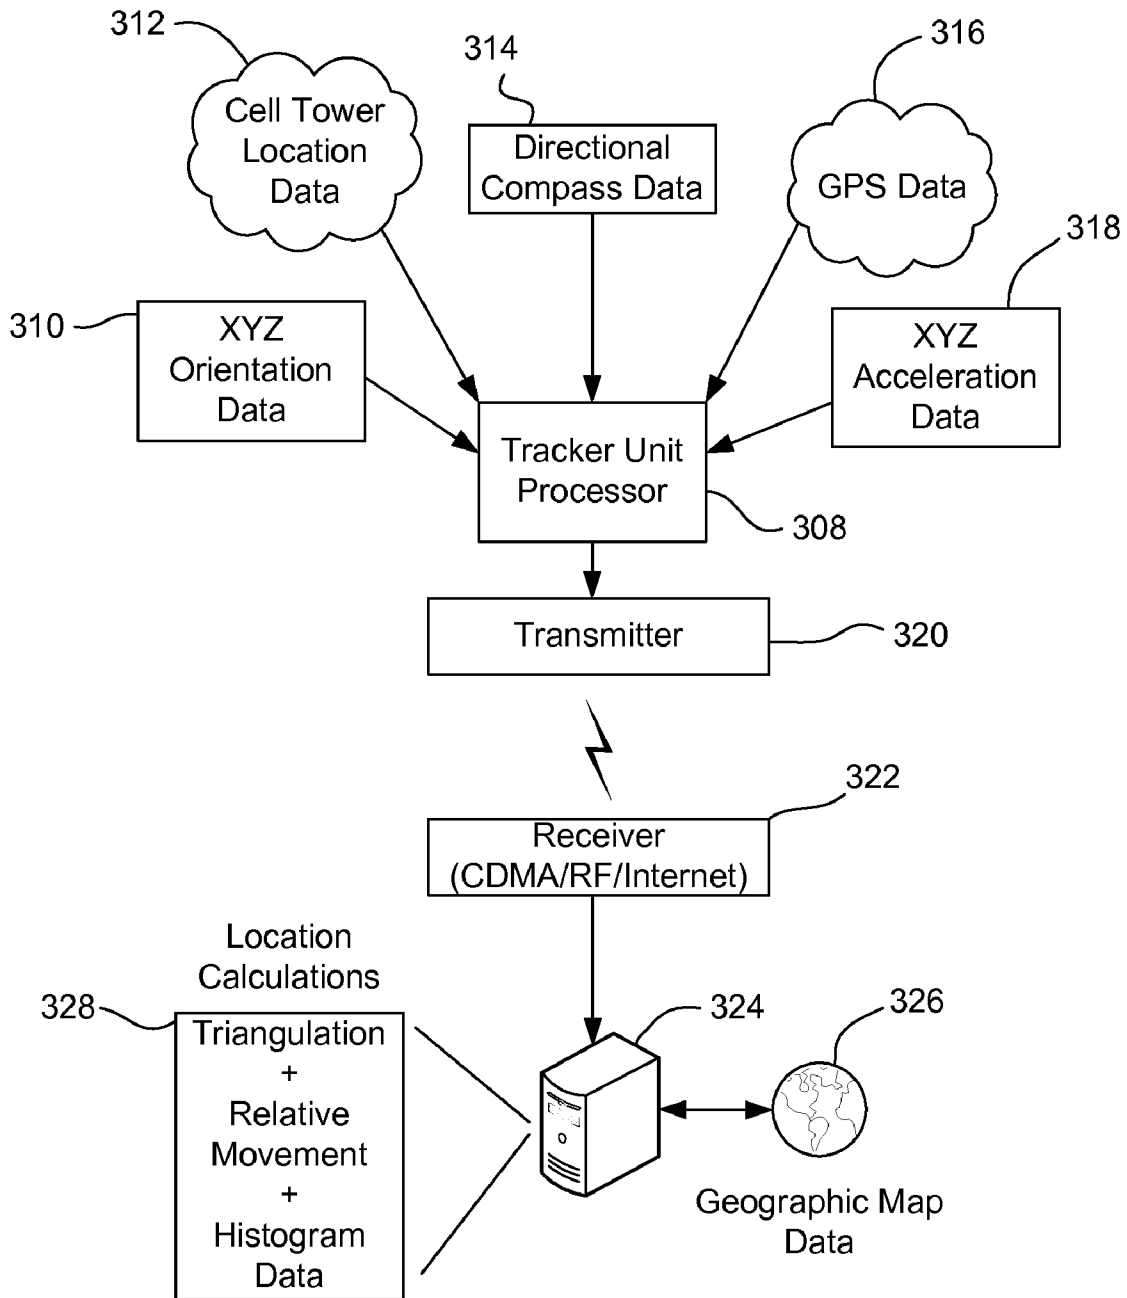 312
314
316
Cell Tower
Location
Data
Directional
Compass Data
GPS Data
318
310
XYZ
Orientation
Data
XYZ
Acceleration
Data
Tracker Unit
Processor
308
Transmitter
320
322
Receiver
(CDMA/RF/Internet)
Location
Calculations
328
324
326
Triangulation
+
Relative
Movement
+
Histogram
Data
Geographic Map
Data